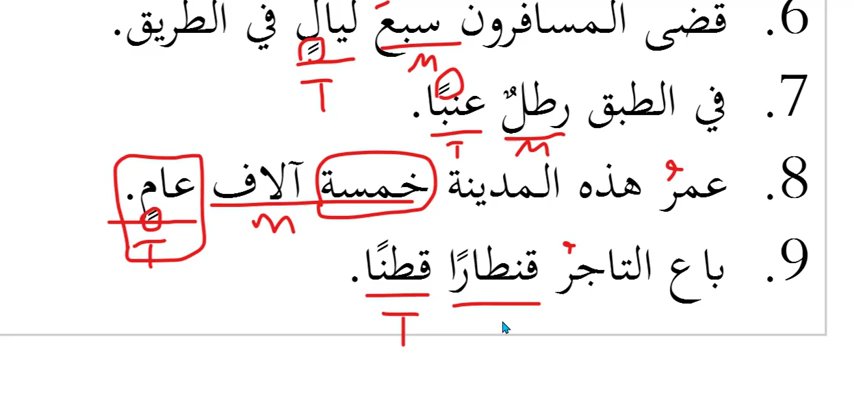 6. قضى المسافرون سبعَ ليالٍ في الطريق.
M
T
7. في الطبق رطلٌ عنبًا.
T M
8. عمرُ هذه المدينة خمسة آلاف عامٍ.
M
T
9. باع التاجرُ قنطارًا قطنًا.
T